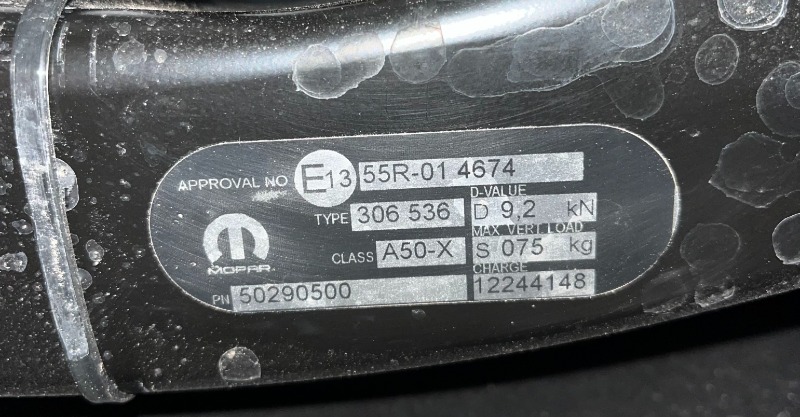 APPROVAL NO E13 55R-01 4674
D-VALUE
TYPE 306 536 D 9,2 kN
MAX VERT LOAD
CLASS A50-X S 075 kg
MOPAR
CHARGE
PN 50290500 12244148